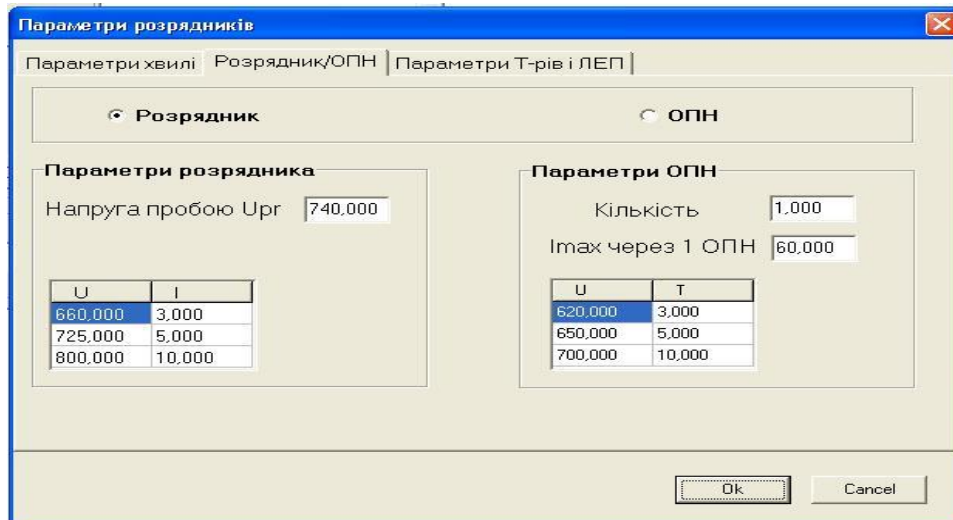 Параметри розрядників
Параметри хвилі Розрядник/ОПН Параметри Т-рів і ЛЕП
Розрядник ОПН
Параметри розрядника
Напруга пробою Upr 740,000
U I
660,000 3,000
725,000 5,000
800,000 10,000
Параметри ОПН
Кількість 1,000
Imax через 1 ОПН 60,000
U T
620,000 3,000
650,000 5,000
700,000 10,000
Ok Cancel